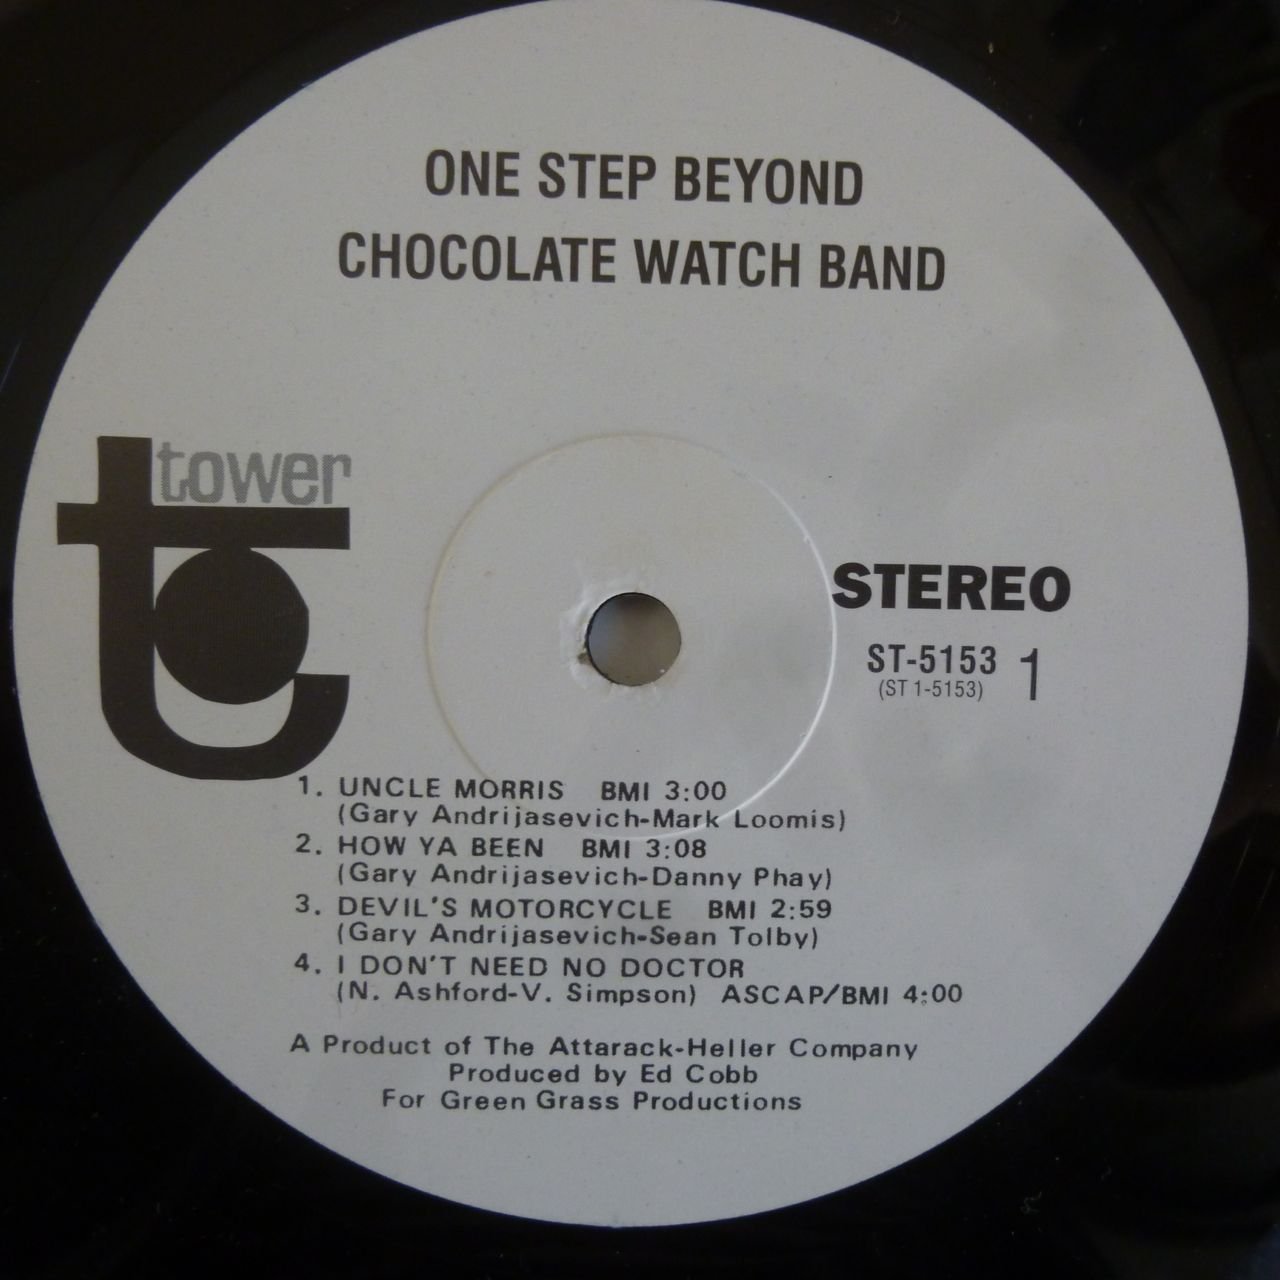 ONE STEP BEYOND
CHOCOLATE WATCH BAND
tower
STEREO
ST-5153 1
(ST 1-5153)
1. UNCLE MORRIS BMI 3:00
(Gary Andrijasevich-Mark Loomis)
2. HOW YA BEEN BMI 3:08
(Gary Andrijasevich-Danny Phay)
3. DEVIL'S MOTORCYCLE BMI 2:59
(Gary Andrijasevich-Sean Tolby)
4. I DON'T NEED NO DOCTOR
(N. Ashford-V. Simpson) ASCAP/BMI 4:00
A Product of The Attarack-Heller Company
Produced by Ed Cobb
For Green Grass Productions